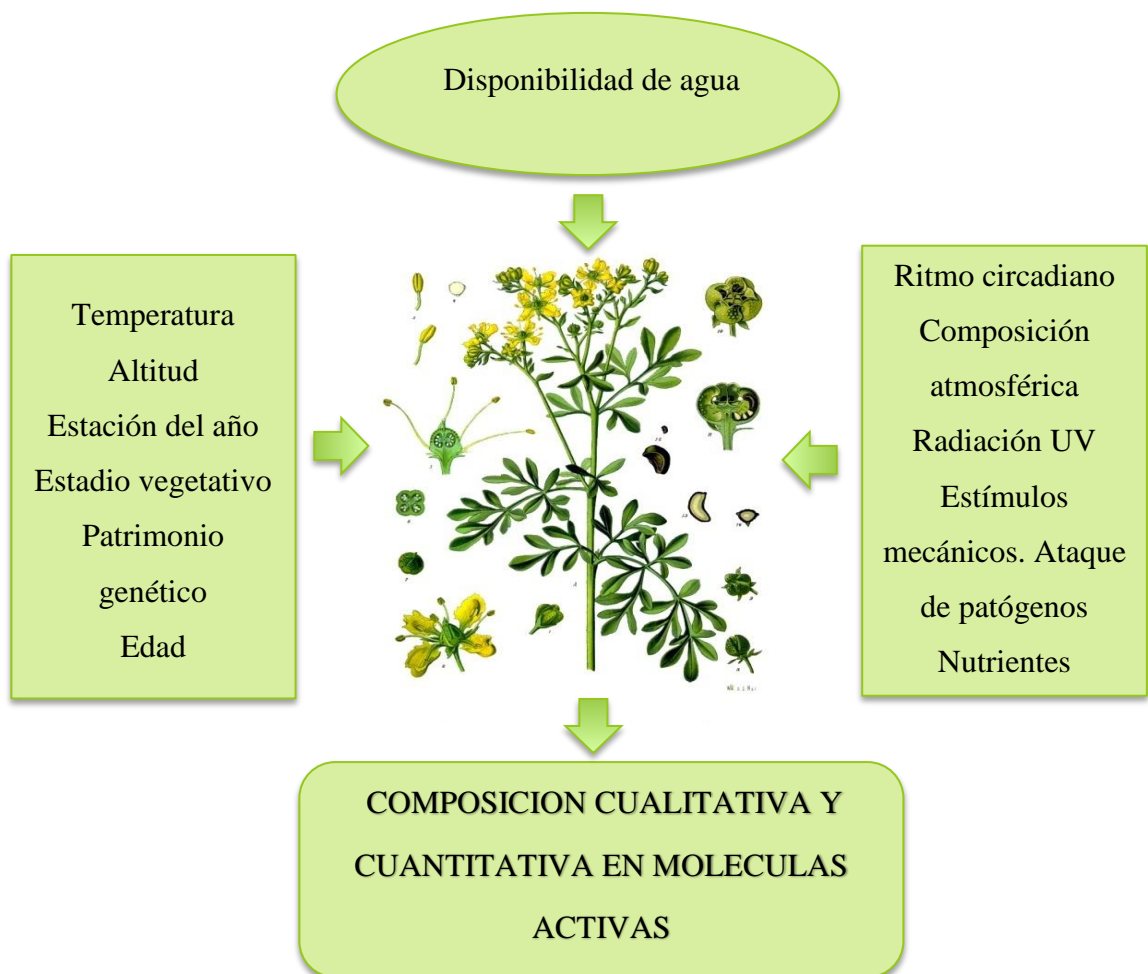 Disponibilidad de agua
Temperatura
Altitud
Estación del año
Estadio vegetativo
Patrimonio
genético
Edad
Ritmo circadiano
Composición
atmosférica
Radiación UV
Estímulos
mecánicos. Ataque
de patógenos
Nutrientes
COMPOSICION CUALITATIVA Y
CUANTITATIVA EN MOLECULAS
ACTIVAS